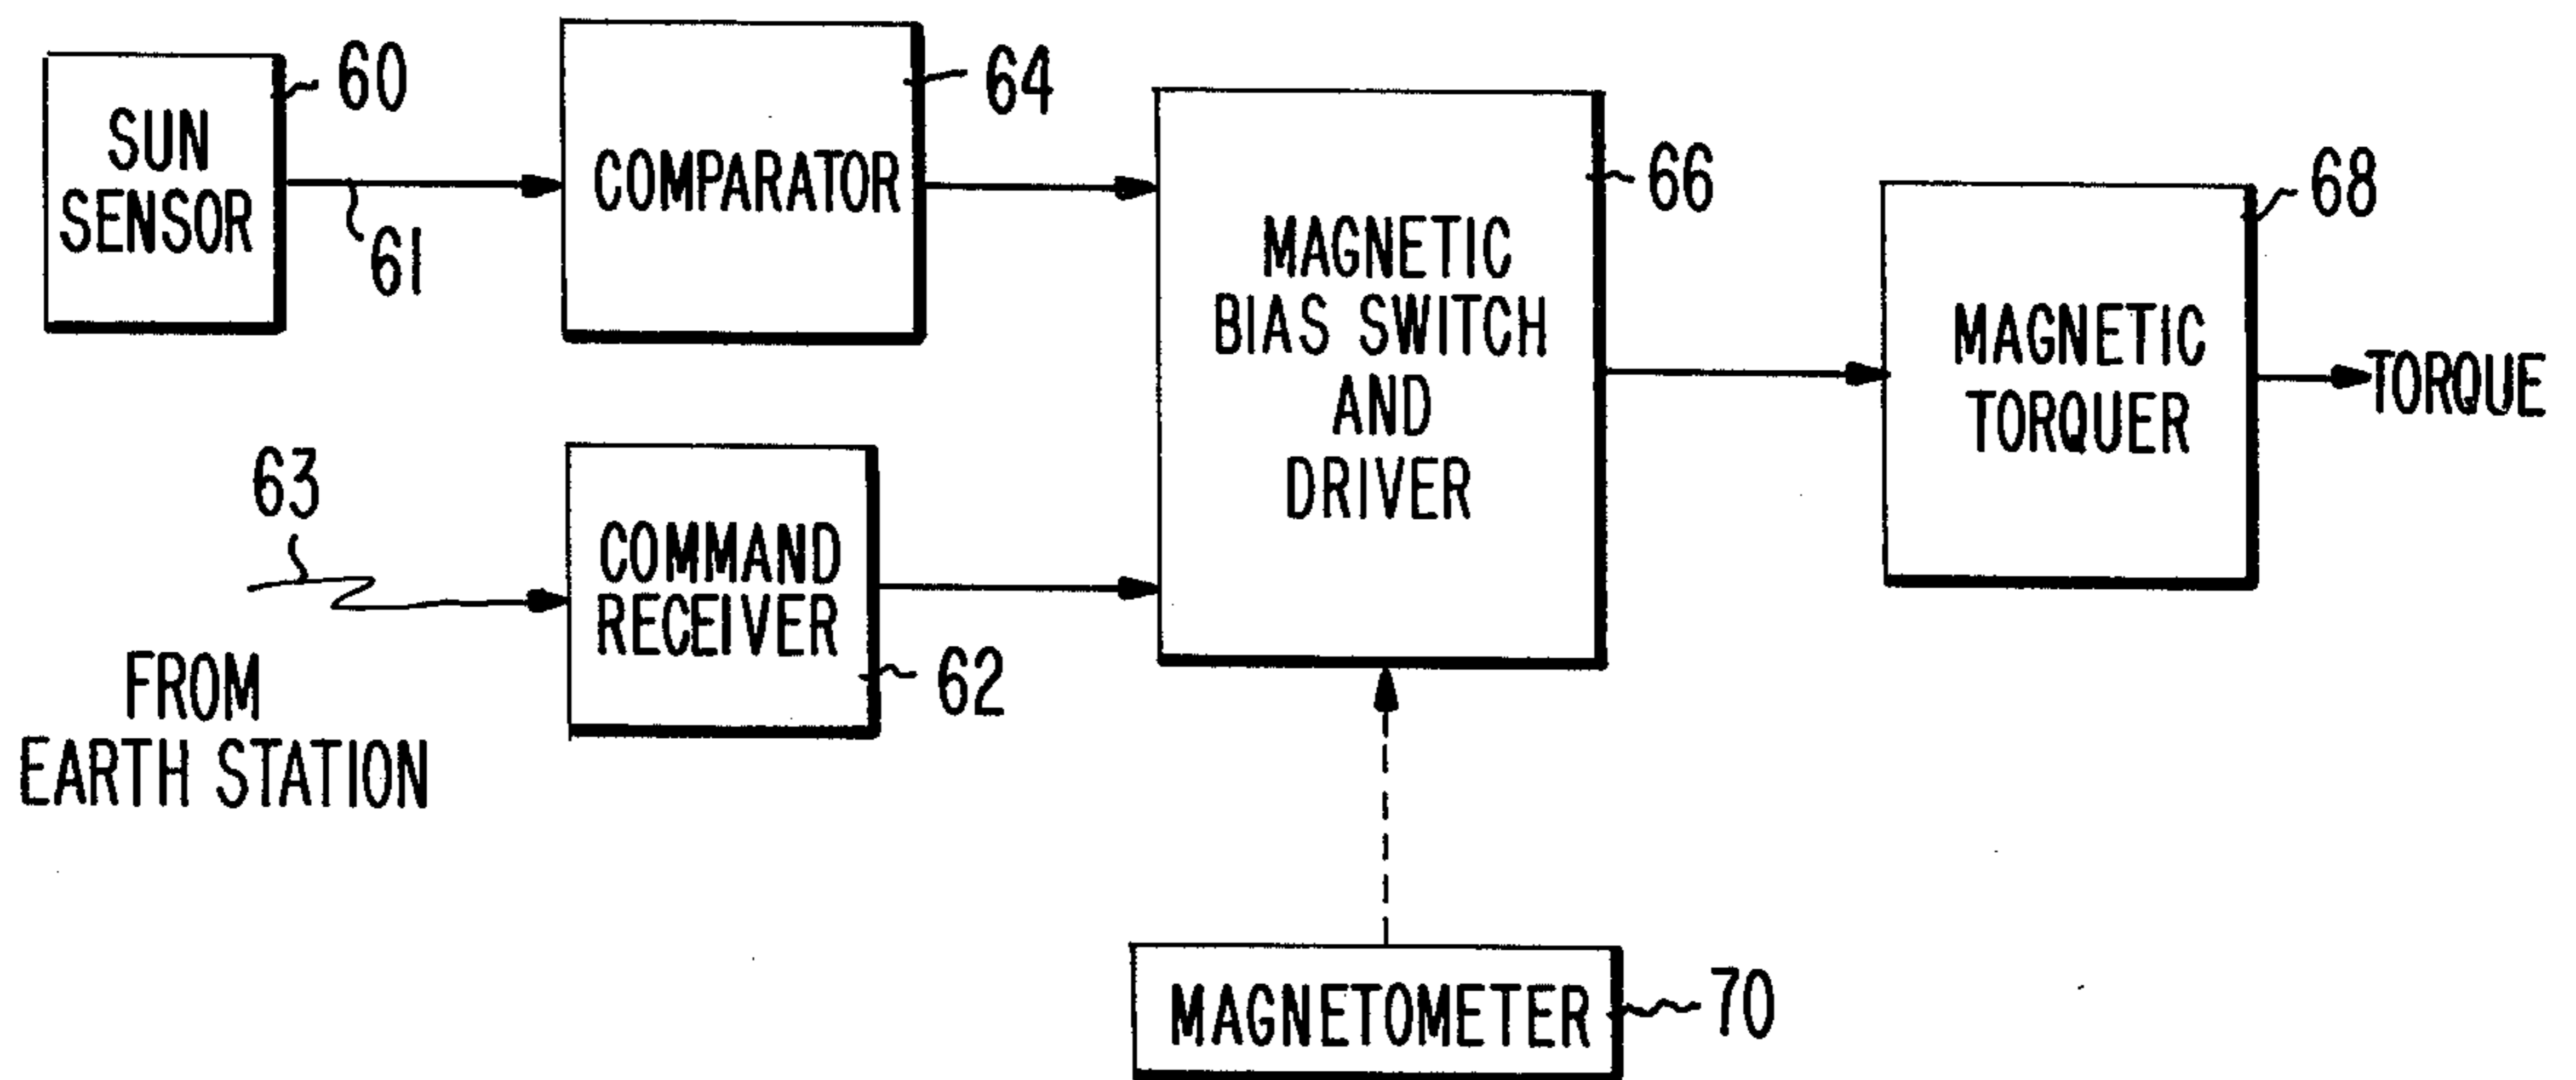 60
SUN
SENSOR
61
64
COMPARATOR
66
MAGNETIC
BIAS SWITCH
AND
DRIVER
68
MAGNETIC
TORQUER
TORQUE
63
FROM
EARTH STATION
COMMAND
RECEIVER
62
MAGNETOMETER
70